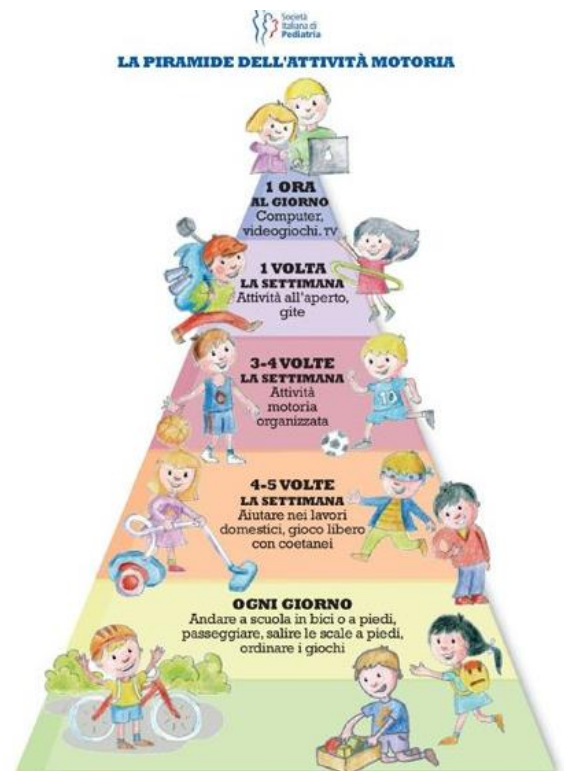 Società
Italiana di
Pediatria
LA PIRAMIDE DELL'ATTIVITÀ MOTORIA
1 ORA
AL GIORNO
Computer,
videogiochi. TV
1 VOLTA
LA SETTIMANA
Attività all'aperto,
gite
3-4 VOLTE
LA SETTIMANA
Attività
motoria
organizzata
10
4-5 VOLTE
LA SETTIMANA
Aiutare nei lavori
domestici, gioco libero
con coetanei
OGNI GIORNO
Andare a scuola in bici o a piedi,
passeggiare, salire le scale a piedi,
ordinare i giochi